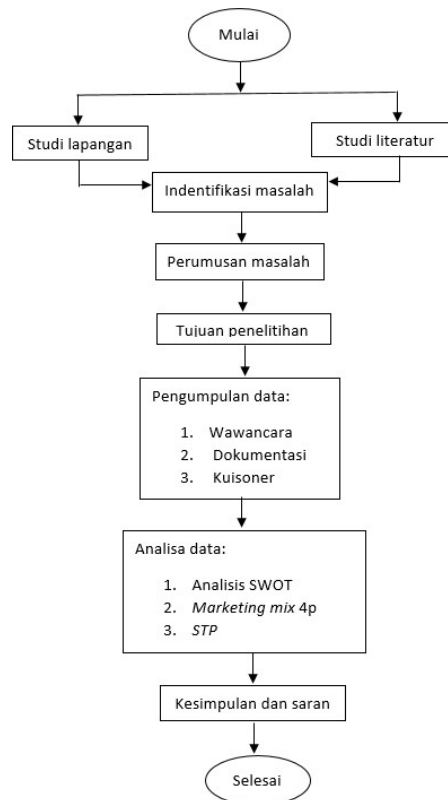 Mulai
Studi lapangan
Studi literatur
Indentifikasi masalah
Perumusan masalah
Tujuan penelitihan
Pengumpulan data:
1. Wawancara
2. Dokumentasi
3. Kuisoner
Analisa data:
1. Analisis SWOT
2. Marketing mix 4p
3. STP
Kesimpulan dan saran
Selesai